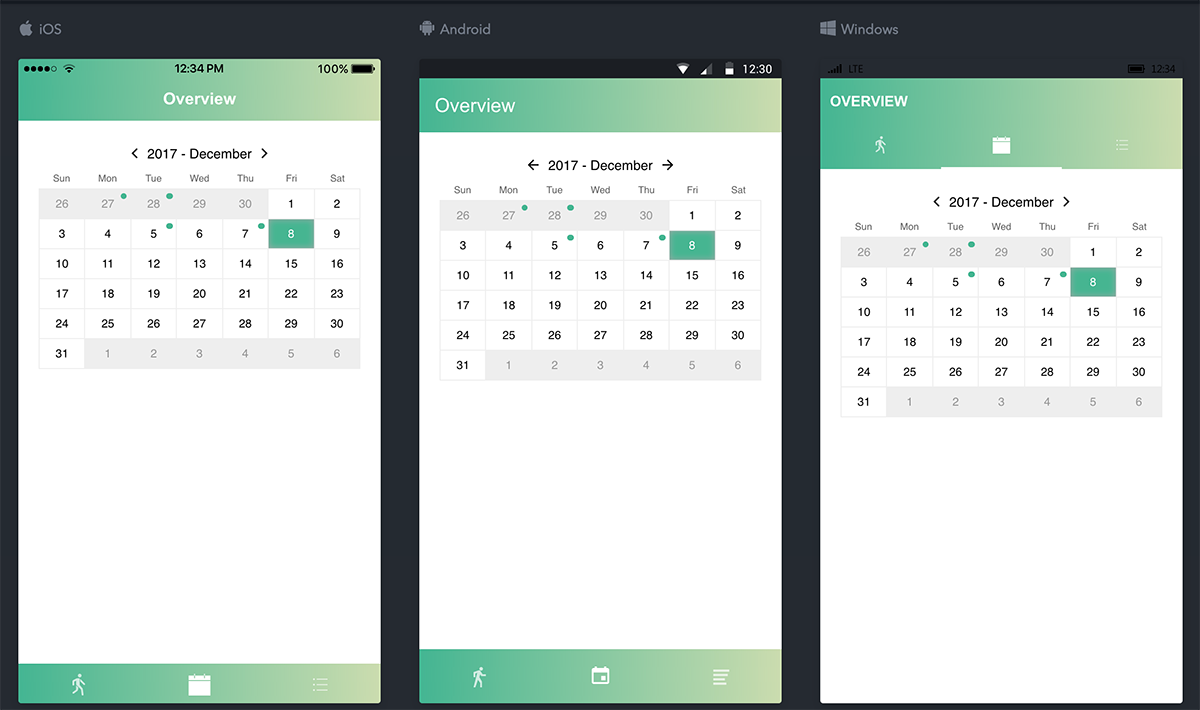 iOS
12:34 PM 100%
Overview
2017 - December
Sun Mon Tue Wed Thu Fri Sat
26 27 28 29 30 1 2
3 4 5 6 7 8 9
10 11 12 13 14 15 16
17 18 19 20 21 22 23
24 25 26 27 28 29 30
31 1 2 3 4 5 6
Android
12:30
Overview
2017 - December
Sun Mon Tue Wed Thu Fri Sat
26 27 28 29 30 1 2
3 4 5 6 7 8 9
10 11 12 13 14 15 16
17 18 19 20 21 22 23
24 25 26 27 28 29 30
31 1 2 3 4 5 6
Windows
LTE 12:34
OVERVIEW
2017 - December
Sun Mon Tue Wed Thu Fri Sat
26 27 28 29 30 1 2
3 4 5 6 7 8 9
10 11 12 13 14 15 16
17 18 19 20 21 22 23
24 25 26 27 28 29 30
31 1 2 3 4 5 6